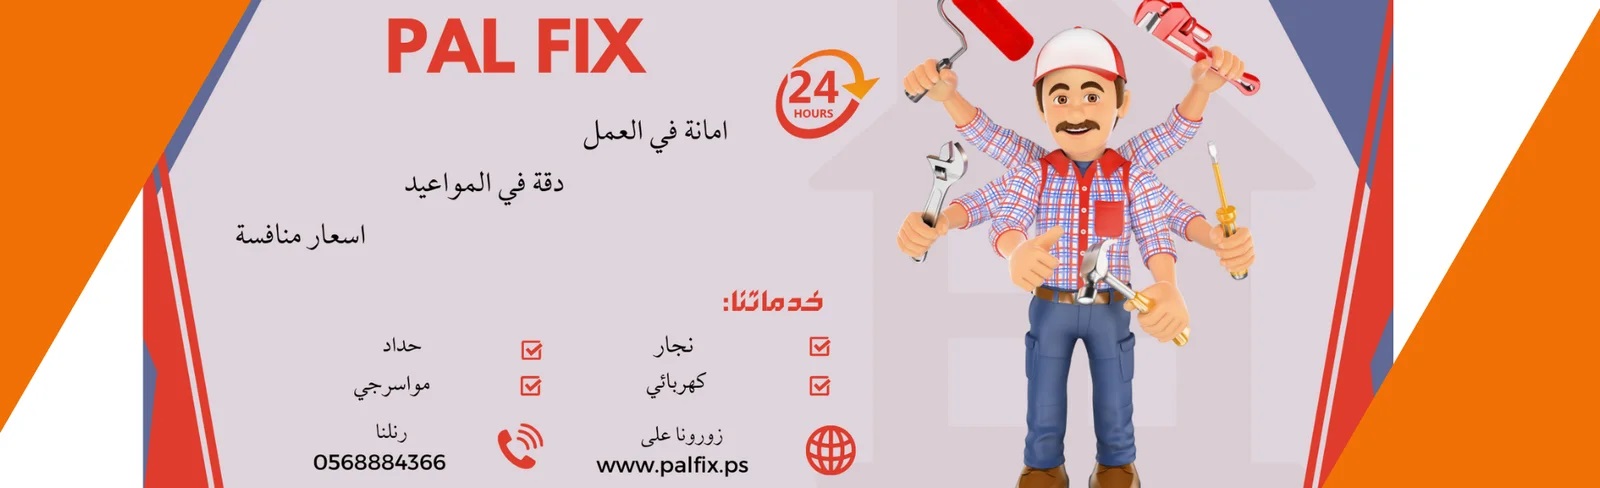 PAL FIX
24
HOURS
امانة في العمل
دقة في المواعيد
اسعار منافسة
خدماتنا:
نجار
حداد
كهربائي
مواسرجي
زورونا على
www.palfix.ps
رنلنا
0568884366